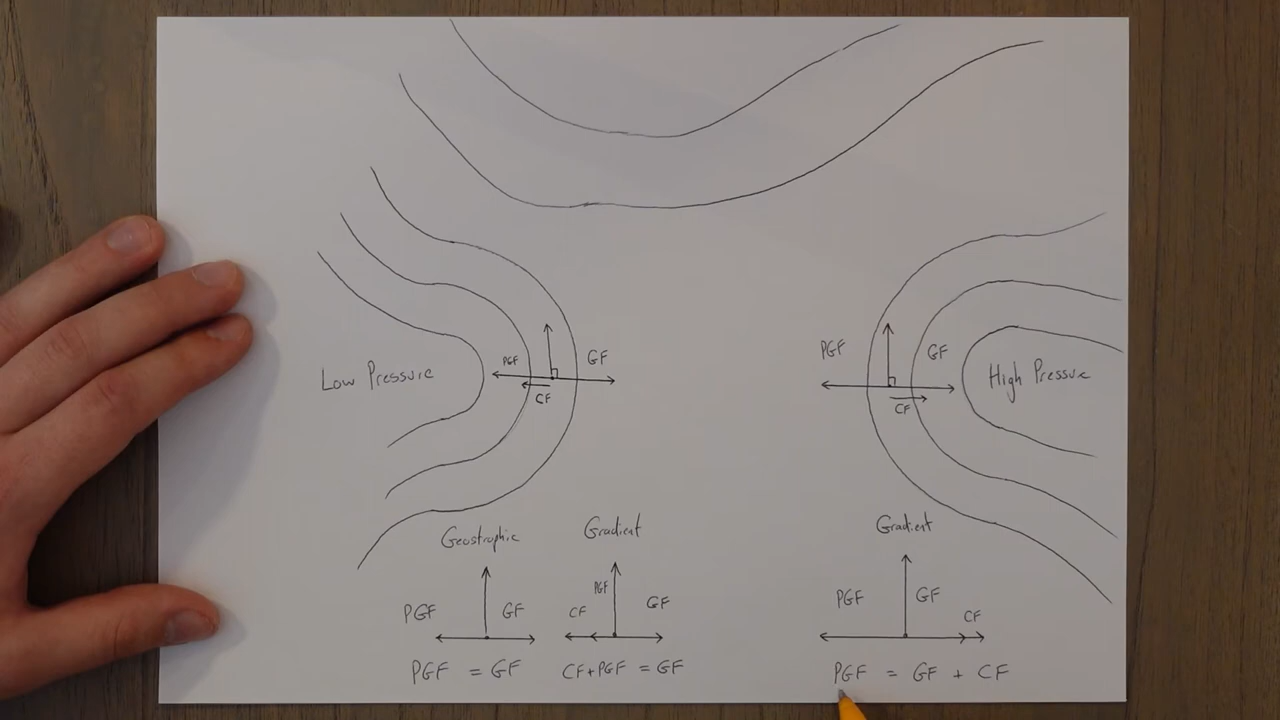 PGF GF
CF
Low Pressure
PGF GF
CF
High Pressure
Geostrophic
PGF GF
PGF = GF
Gradient
PGF
CF GF
CF+PGF = GF
Gradient
PGF GF
CF
PGF = GF + CF